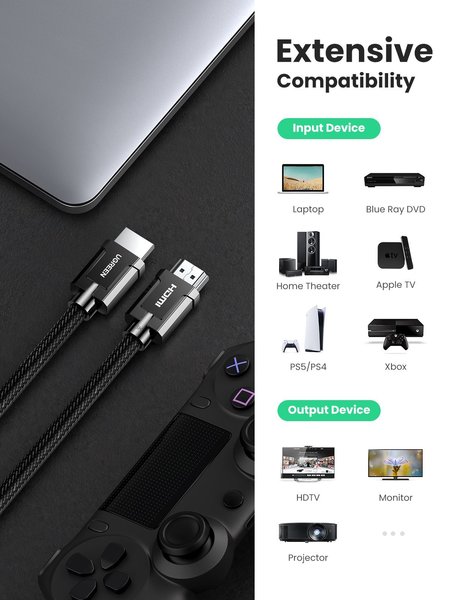 Extensive
Compatibility
Input Device
Laptop
Blue Ray DVD
Home Theater
Apple TV
PS5/PS4
Xbox
Output Device
HDTV
Monitor
Projector
UGREEN
HDMI
tv